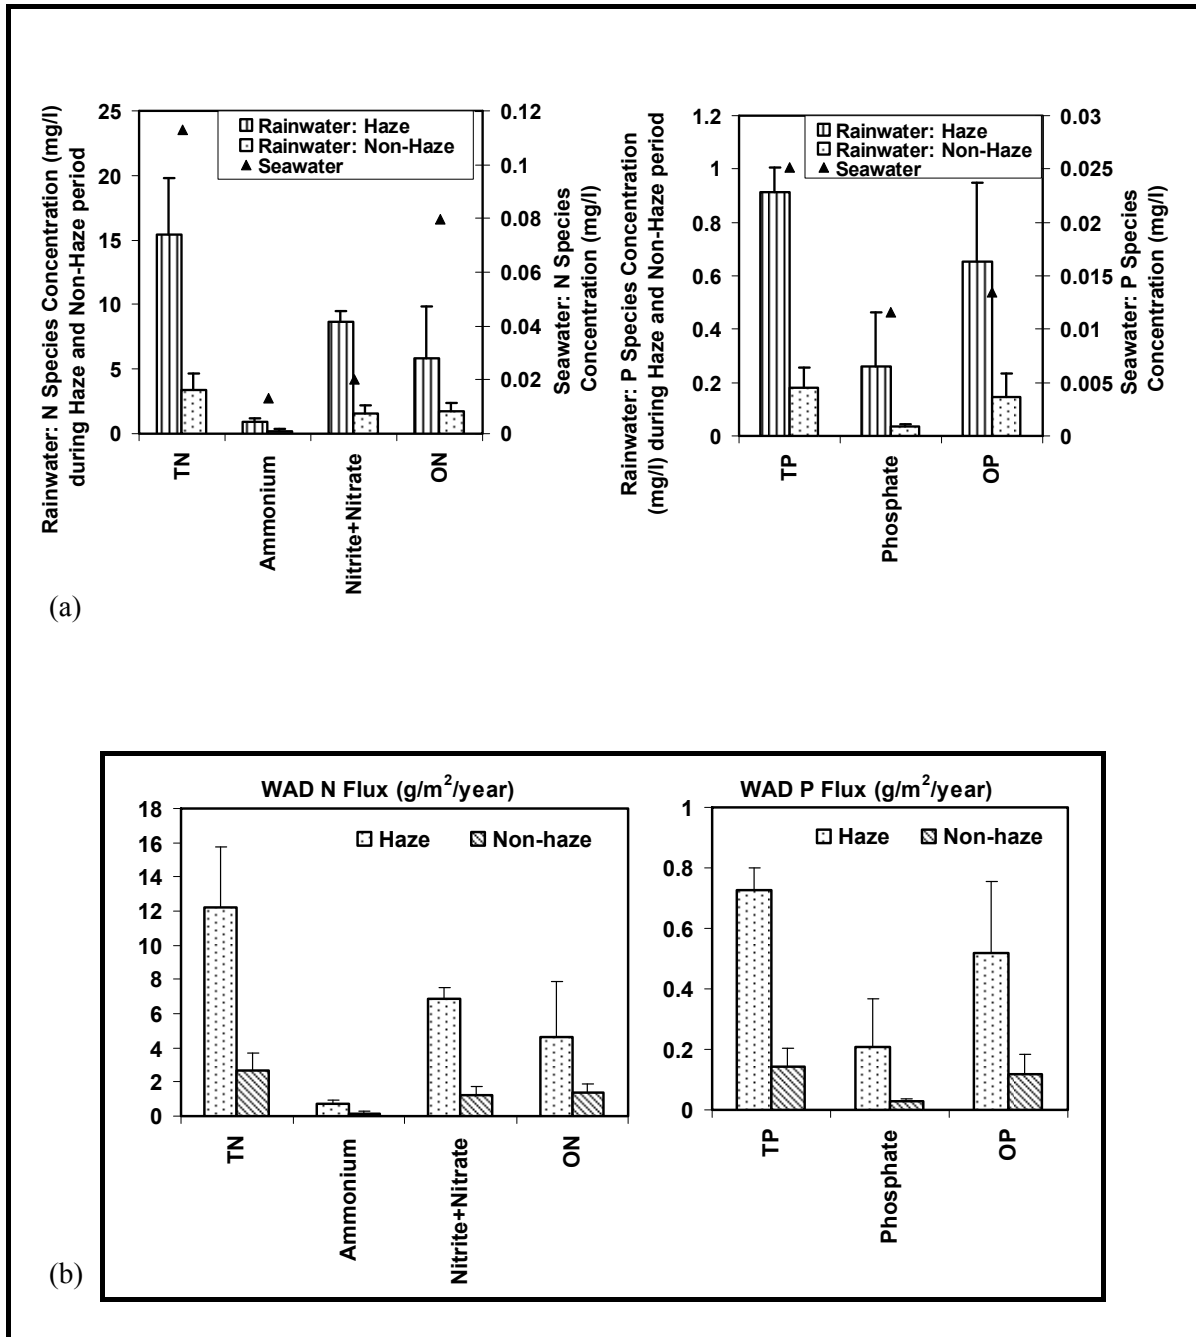 Rainwater: N Species Concentration (mg/l)
during Haze and Non-Haze period
25
20
15
10
5
0
Rainwater: Haze
Rainwater: Non-Haze
Seawater
0.12
0.1
0.08
0.06
0.04
0.02
0
Seawater: N Species
Concentration (mg/l)
TN
Ammonium
Nitrite+Nitrate
ON
Rainwater: P Species Concentration
(mg/l) during Haze and Non-Haze period
1.2
1
0.8
0.6
0.4
0.2
0
Rainwater: Haze
Rainwater: Non-Haze
Seawater
0.03
0.025
0.02
0.015
0.01
0.005
0
Seawater: P Species
Concentration (mg/l)
TP
Phosphate
OP
(a)
WAD N Flux (g/m²/year)
18
16
14
12
10
8
6
4
2
0
Haze Non-haze
TN
Ammonium
Nitrite+Nitrate
ON
WAD P Flux (g/m²/year)
1
0.8
0.6
0.4
0.2
0
Haze Non-haze
TP
Phosphate
OP
(b)